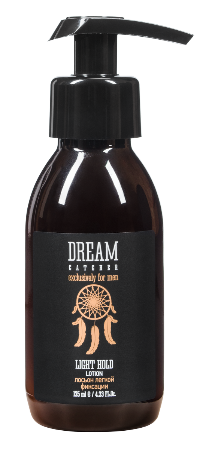 DREAM
CATCHER
exclusively for men
LIGHT HOLD
LOTION
ЛОСЬОН ЛЕГКОЙ
ФИКСАЦИИ
125 ml ℮ / 4.23 Fl.Oz.